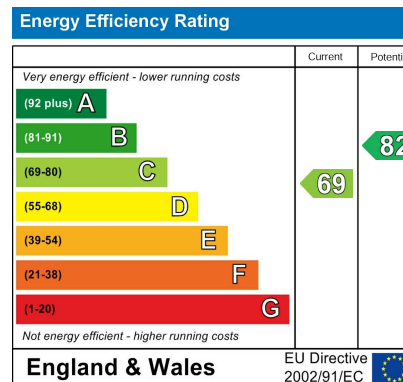 Energy Efficiency Rating
Current Potenti
Very energy efficient - lower running costs
(92 plus) A
(81-91) B
82
(69-80) C
69
(55-68) D
(39-54) E
(21-38) F
(1-20) G
Not energy efficient - higher running costs
England & Wales
EU Directive
2002/91/EC